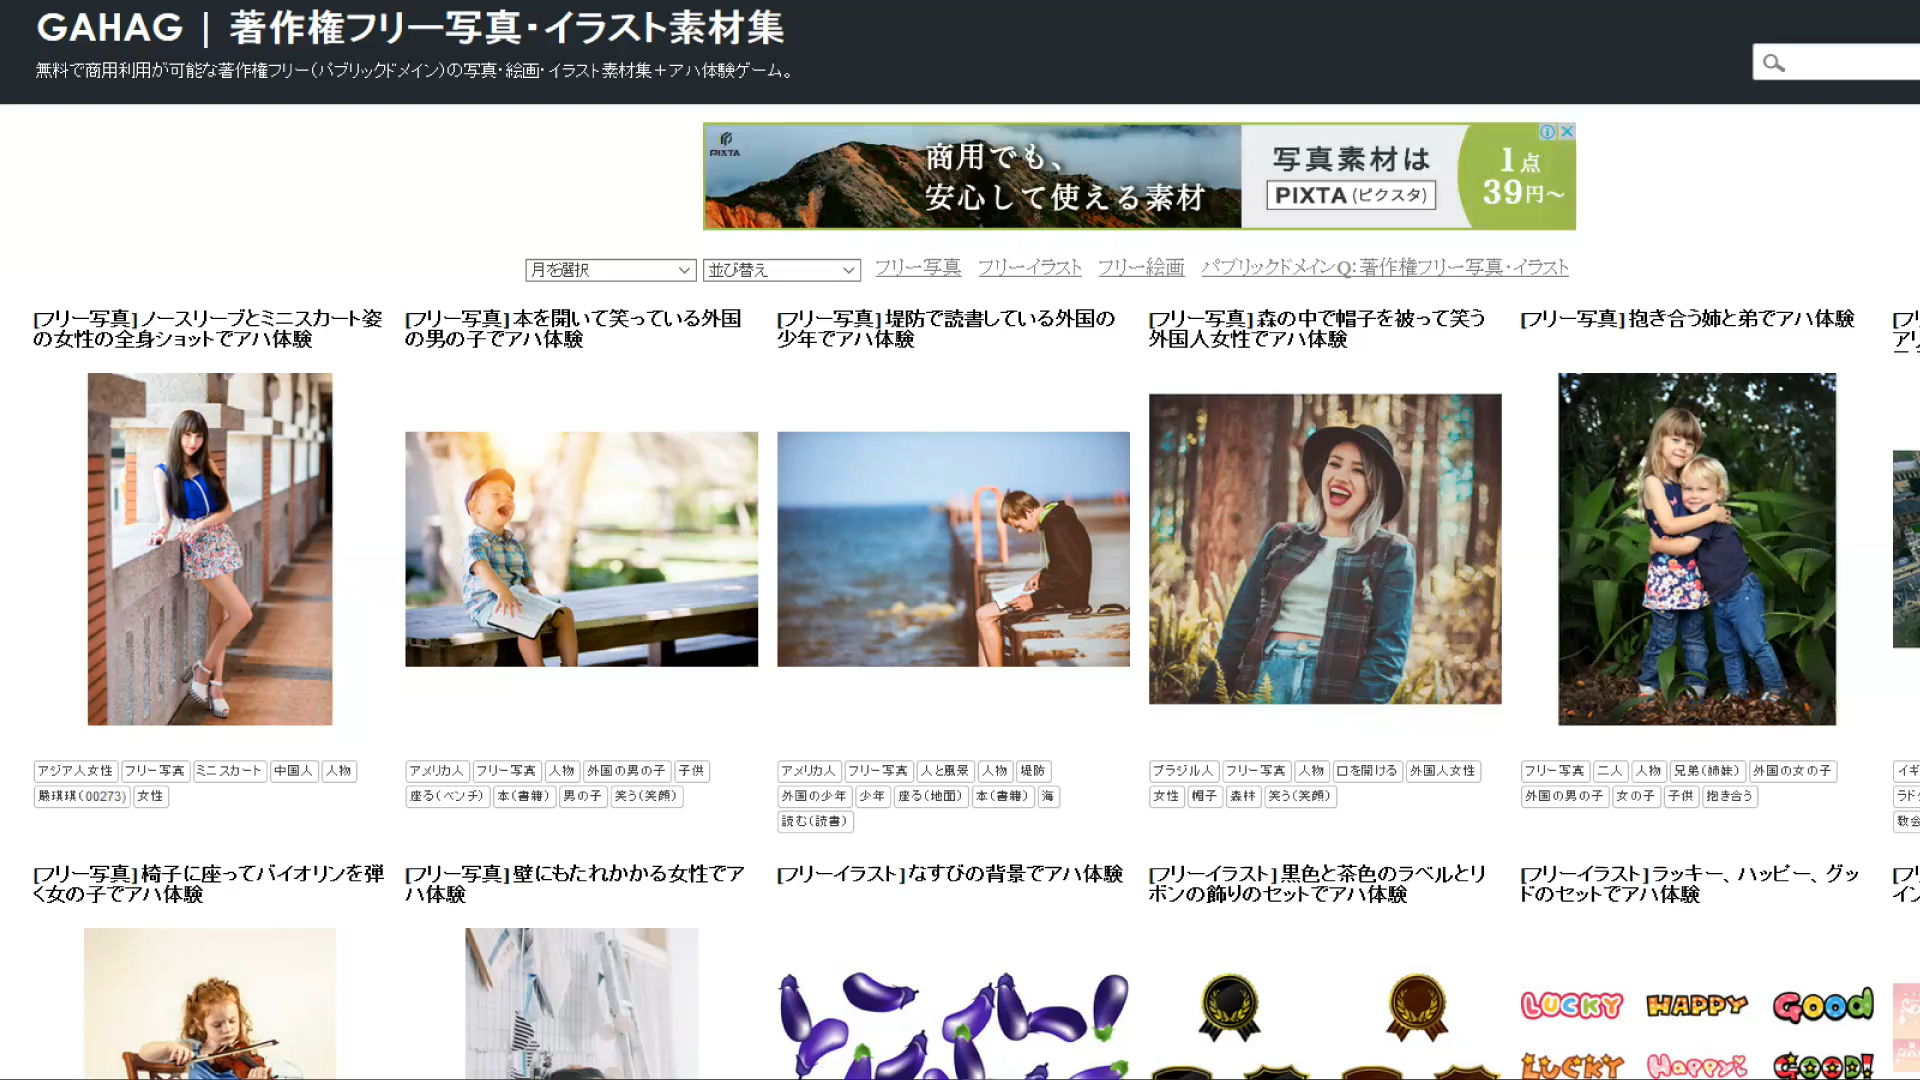 GAHAG | 著作権フリー写真・イラスト素材集
無料で商用利用が可能な著作権フリー（パブリックドメイン）の写真・絵画・イラスト素材集＋アハ体験ゲーム。
PIXTA
商用でも、
安心して使える素材
写真素材は
PIXTA(ピクスタ)
1点
39円～
月を選択
並び替え
フリー写真
フリーイラスト
フリー絵画
パブリックドメインQ：著作権フリー写真・イラスト
[フリー写真] ノースリーブとミニスカート姿
の女性の全身ショットでアハ体験
[フリー写真] 本を開いて笑っている外国
の男の子でアハ体験
[フリー写真] 堤防で読書している外国の
少年でアハ体験
[フリー写真] 森の中で帽子を被って笑う
外国人女性でアハ体験
[フリー写真] 抱き合う姉と弟でアハ体験
アジア人女性 フリー写真 ミニスカート 中国人 人物
女性
アメリカ人 フリー写真 人物 外国の男の子 子供
座る（ベンチ） 本（書籍） 男の子 笑う（笑顔）
アメリカ人 フリー写真 人と風景 人物 堤防
外国の少年 少年 座る（地面） 本（書籍） 海
読む（読書）
ブラジル人 フリー写真 人物 口を開ける 外国人女性
女性 帽子 森林 笑う（笑顔）
フリー写真 二人 人物 兄弟（姉妹） 外国の女の子
外国の男の子 女の子 子供 抱き合う
[フリー写真] 椅子に座ってバイオリンを弾
く女の子でアハ体験
[フリー写真] 壁にもたれかかる女性でア
ハ体験
[フリーイラスト] なすびの背景でアハ体験
[フリーイラスト] 黒色と茶色のラベルとリ
ボンの飾りのセットでアハ体験
[フリーイラスト] ラッキー、ハッピー、グッ
ドのセットでアハ体験
LUCKY HAPPY GOOD
LUCKY Happy GOOD!